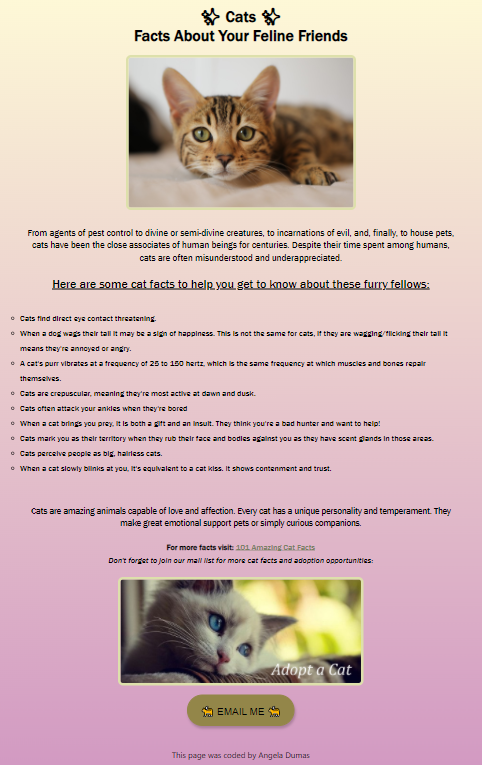 ✨ Cats ✨
Facts About Your Feline Friends
From agents of pest control to divine or semi-divine creatures, to incarnations of evil, and, finally, to house pets,
cats have been the close associates of human beings for centuries. Despite their time spent among humans,
cats are often misunderstood and underappreciated.
Here are some cat facts to help you get to know about these furry fellows:
Cats find direct eye contact threatening.
When a dog wags their tail it may be a sign of happiness. This is not the same for cats, if they are wagging/flicking their tail it
means they're annoyed or angry.
A cat's purr vibrates at a frequency of 25 to 150 hertz, which is the same frequency at which muscles and bones repair
themselves.
Cats are crepuscular, meaning they're most active at dawn and dusk.
Cats often attack your ankles when they're bored
When a cat brings you prey, it is both a gift and an insult. They think you're a bad hunter and want to help!
Cats mark you as their territory when they rub their face and bodies against you as they have scent glands in those areas.
Cats perceive people as big, hairless cats.
When a cat slowly blinks at you, it's equivalent to a cat kiss. It shows contenment and trust.
Cats are amazing animals capable of love and affection. Every cat has a unique personality and temperament. They
make great emotional support pets or simply curious companions.
For more facts visit: 101 Amazing Cat Facts
Don't forget to join our mail list for more cat facts and adoption opportunities:
Adopt a Cat
🐈 EMAIL ME 🐈
This page was coded by Angela Dumas